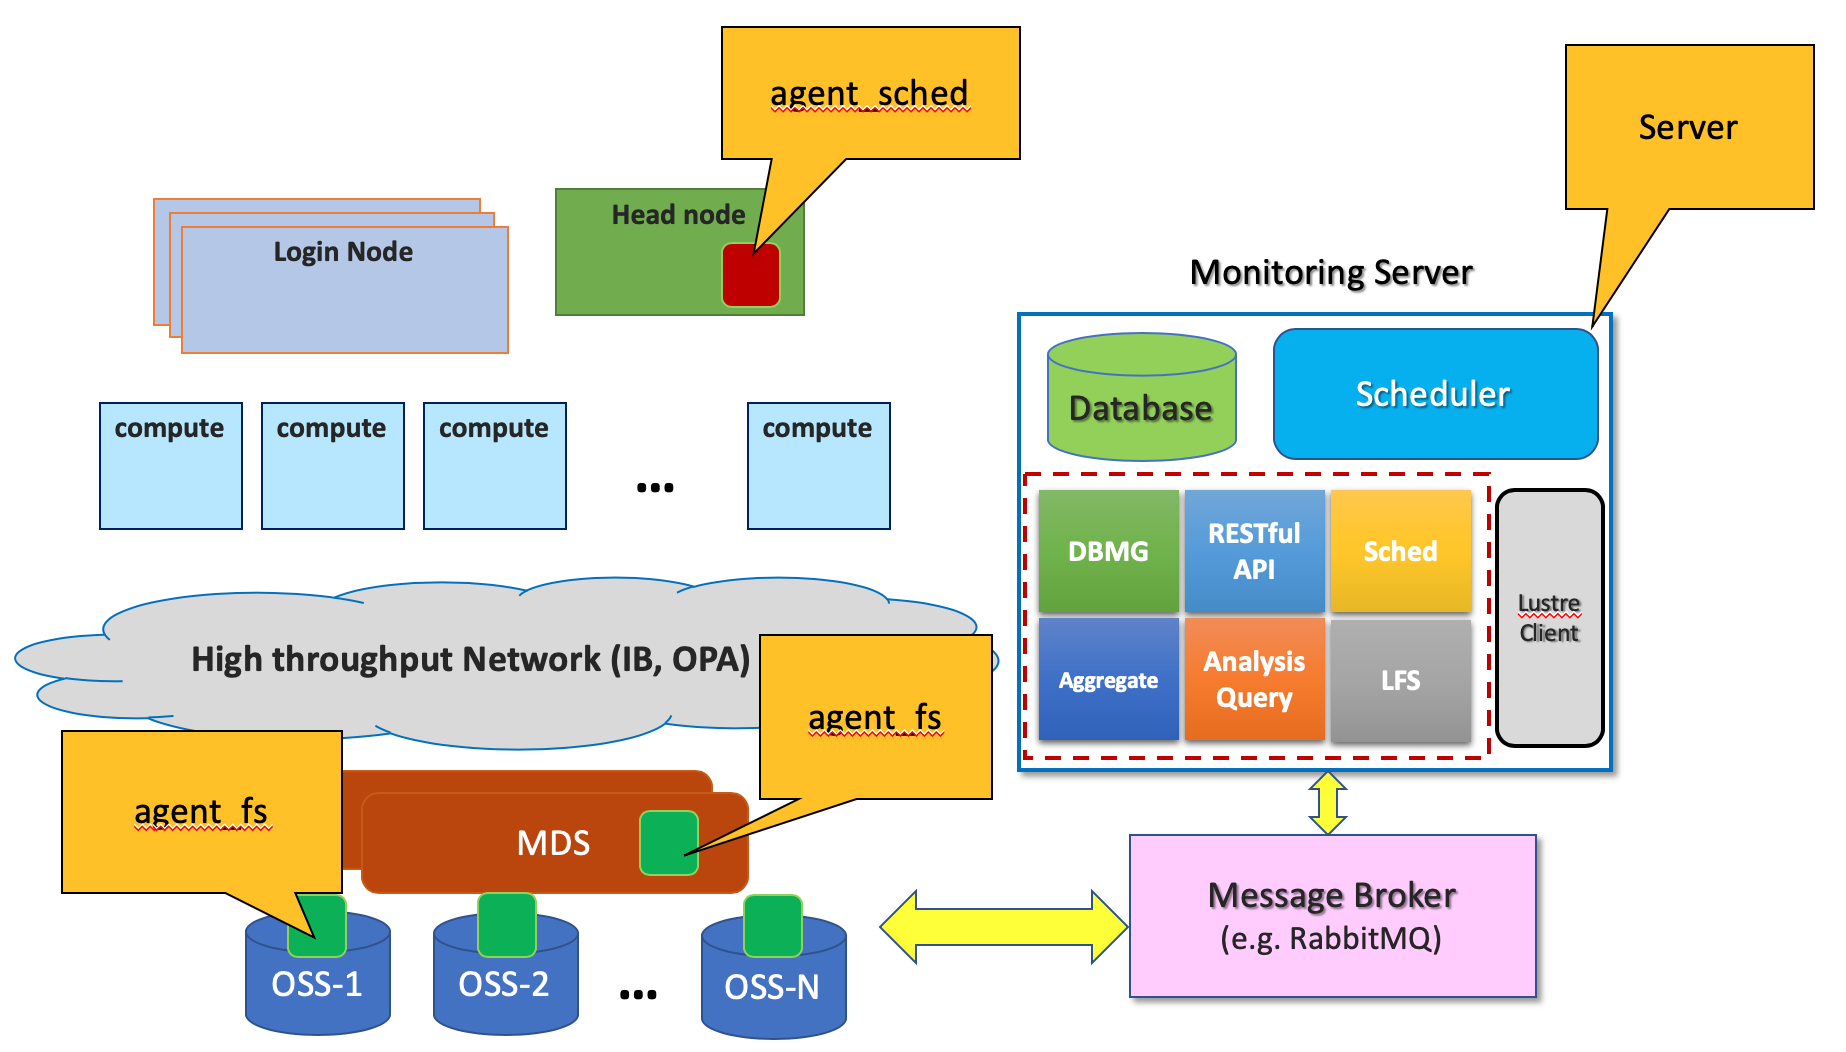 agent_sched
Server
Head node
Login Node
Monitoring Server
Database
Scheduler
compute
compute
compute
...
compute
DBMG
RESTful
API
Sched
Lustre
Client
Aggregate
Analysis
Query
LFS
High throughput Network (IB, OPA)
agent_fs
agent_fs
MDS
Message Broker
(e.g. RabbitMQ)
OSS-1
OSS-2
...
OSS-N